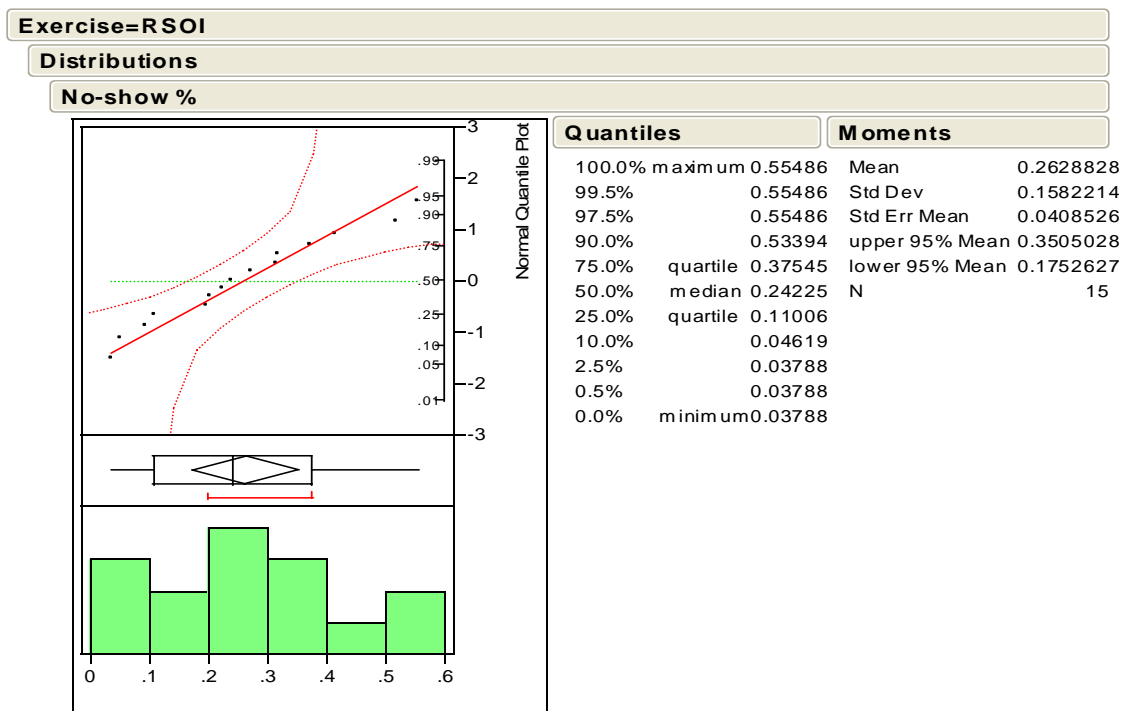 Exercise=RSOI
Distributions
No-show %
3
2
1
0
-1
-2
-3
.99
.95
.90
.75
.50
.25
.10
.05
.01
Normal Quantile Plot
0 .1 .2 .3 .4 .5 .6
Quantiles
100.0% maximum 0.55486
99.5% 0.55486
97.5% 0.55486
90.0% 0.53394
75.0% quartile 0.37545
50.0% median 0.24225
25.0% quartile 0.11006
10.0% 0.04619
2.5% 0.03788
0.5% 0.03788
0.0% minimum 0.03788
Moments
Mean 0.2628828
Std Dev 0.1582214
Std Err Mean 0.0408526
upper 95% Mean 0.3505028
lower 95% Mean 0.1752627
N 15